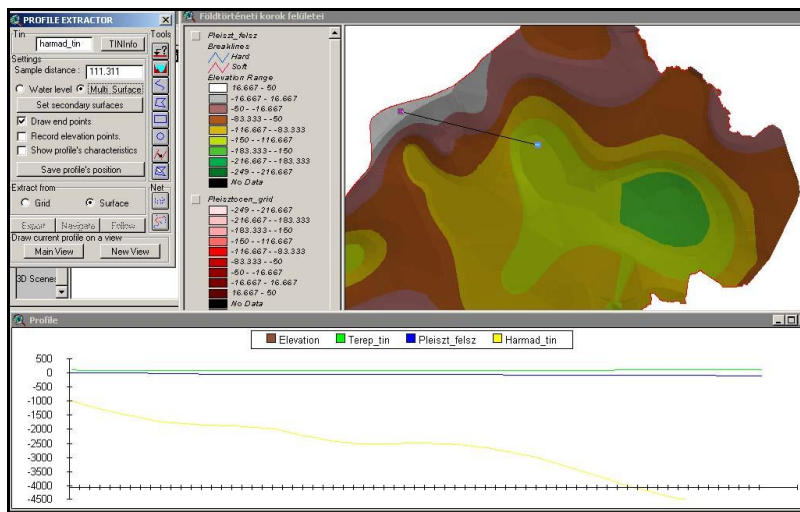 PROFILE EXTRACTOR
Tin
Tools
harmad_tin
TINInfo
Settings
Sample distance :
111.311
Water level
Multi_Surface
Set secondary surfaces
Draw end points
Record elevation points.
Show profile's characteristics
Save profile's position
Extract from
Net
Grid
Surface
Export
Navigate
Follow
Draw current profile on a view
Main View
New View
3D Scenes
Földtörténeti korok felületei
Pleiszt_felsz
Breaklines
Hard
Soft
Elevation Range
16.667 - 50
-16.667 - 16.667
-50 - -16.667
-83.333 - -50
-116.667 - -83.333
-150 - -116.667
-183.333 - -150
-216.667 - -183.333
-249 - -216.667
No Data
Pleisztocen_grid
-249 - -216.667
-216.667 - -183.333
-183.333 - -150
-150 - -116.667
-116.667 - -83.333
-83.333 - -50
-50 - -16.667
-16.667 - 16.667
16.667 - 50
No Data
Profile
Elevation
Terep_tin
Pleiszt_felsz
Harmad_tin
500
0
-500
-1000
-1500
-2000
-2500
-3000
-3500
-4000
-4500